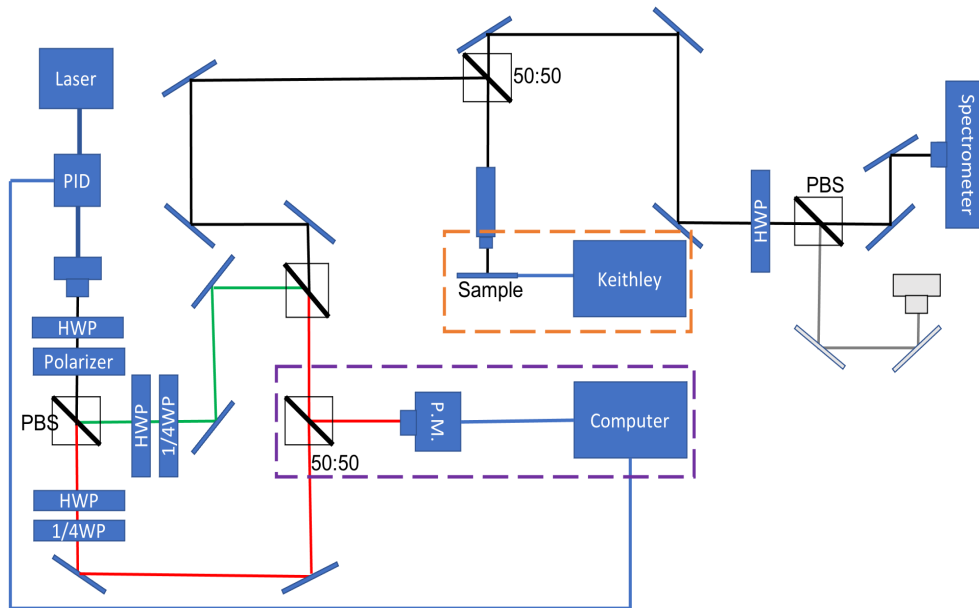 Laser
PID
HWP
Polarizer
PBS
HWP
1/4WP
HWP
1/4WP
50:50
Sample
Keithley
50:50
P.M.
Computer
HWP
PBS
Spectrometer